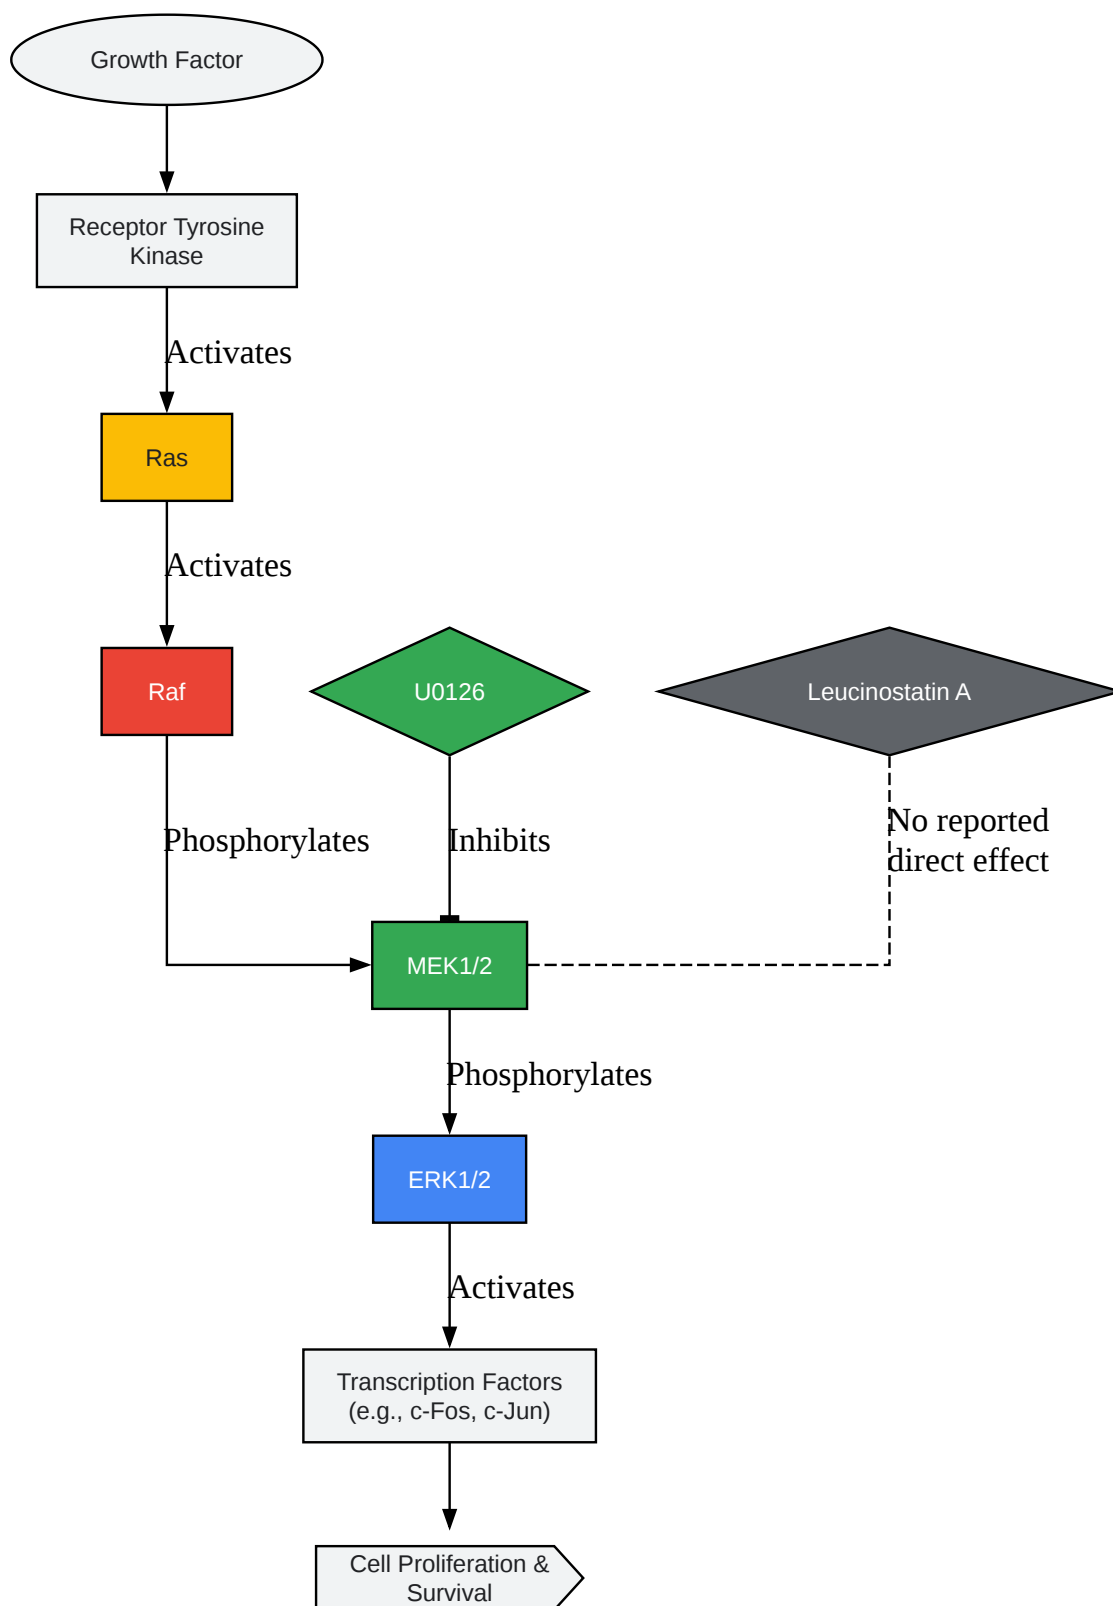 Growth Factor
Receptor Tyrosine
Kinase
Activates
Ras
Activates
Raf
U0126
Leucinostatin A
Phosphorylates
Inhibits
No reported
direct effect
MEK1/2
Phosphorylates
ERK1/2
Activates
Transcription Factors
(e.g., c-Fos, c-Jun)
Cell Proliferation &
Survival